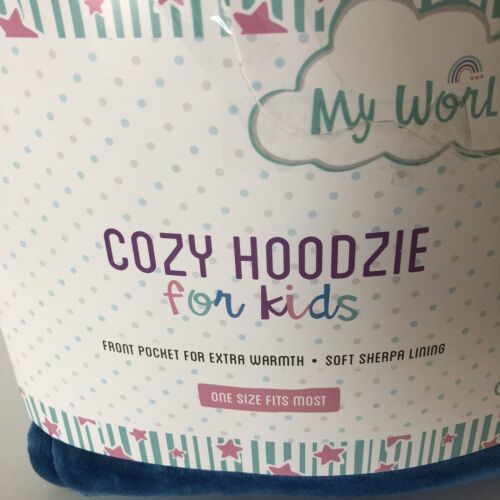 My Worl
COZY HOODZIE
for kids
FRONT POCKET FOR EXTRA WARMTH • SOFT SHERPA LINING
ONE SIZE FITS MOST